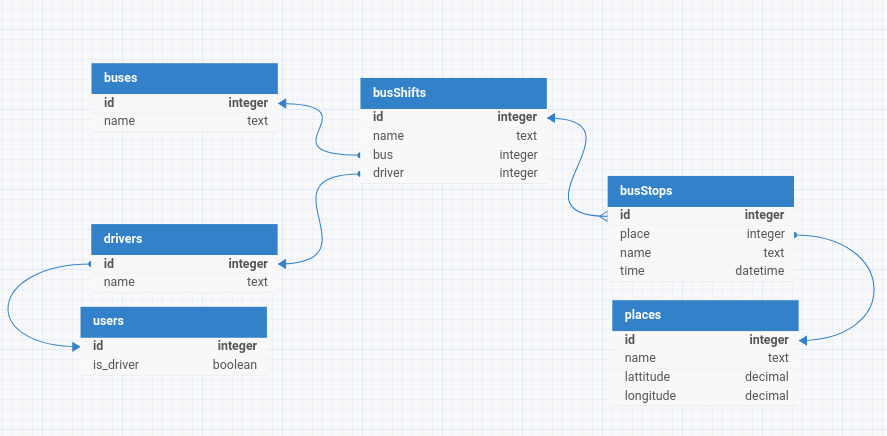 buses
id integer
name text
busShifts
id integer
name text
bus integer
driver integer
busStops
id integer
place integer
name text
time datetime
drivers
id integer
name text
users
id integer
is_driver boolean
places
id integer
name text
lattitude decimal
longitude decimal